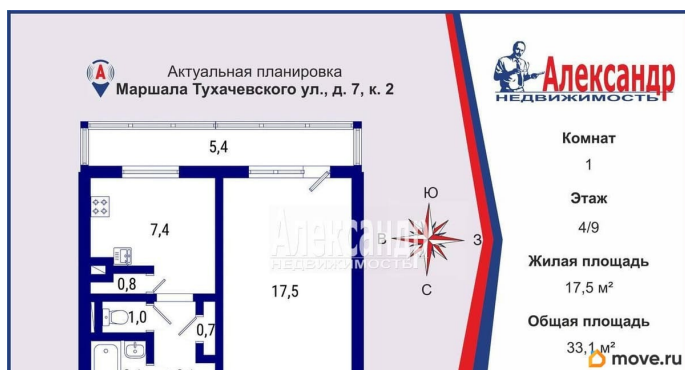 Актуальная планировка
Маршала Тухачевского ул., д. 7, к. 2
5,4
7,4
0,8
1,0
0,7
17,5
Александр
НЕДВИЖИМОСТЬ
Ю
В
З
С
Александр
НЕДВИЖИМОСТЬ
Комнат
1
Этаж
4/9
Жилая площадь
17,5 м²
Общая площадь
33,1 м²
move.ru